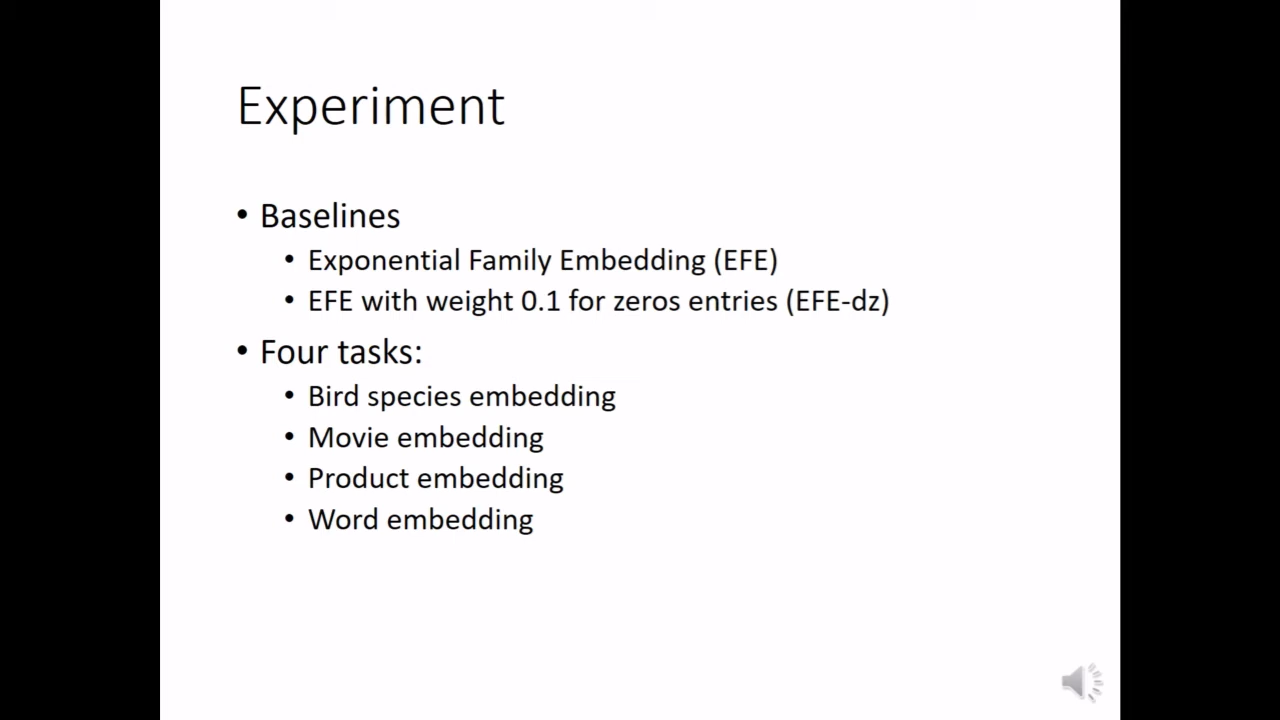 Experiment
• Baselines
• Exponential Family Embedding (EFE)
• EFE with weight 0.1 for zeros entries (EFE-dz)
• Four tasks:
• Bird species embedding
• Movie embedding
• Product embedding
• Word embedding